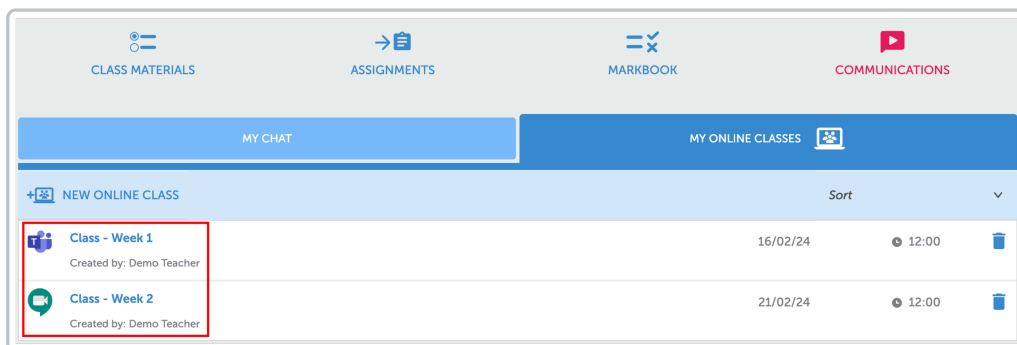 CLASS MATERIALS
ASSIGNMENTS
MARKBOOK
COMMUNICATIONS
MY CHAT
MY ONLINE CLASSES
NEW ONLINE CLASS
Sort
Class - Week 1
16/02/24
12:00
Created by: Demo Teacher
Class - Week 2
21/02/24
12:00
Created by: Demo Teacher